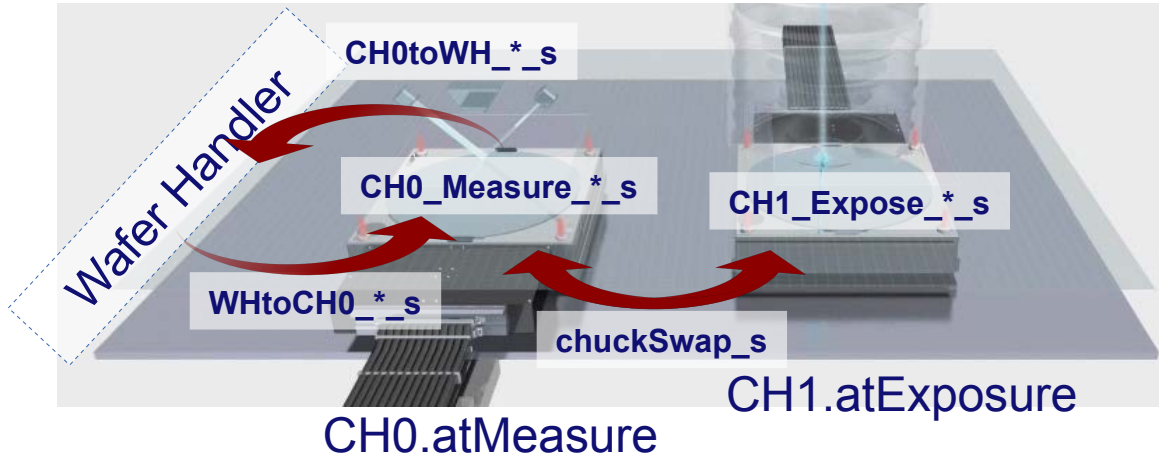 CH0toWH_*_s
Wafer Handler
CH0_Measure_*_s
CH1_Expose_*_s
WHtoCH0_*_s
chuckSwap_s
CH1.atExposure
CH0.atMeasure